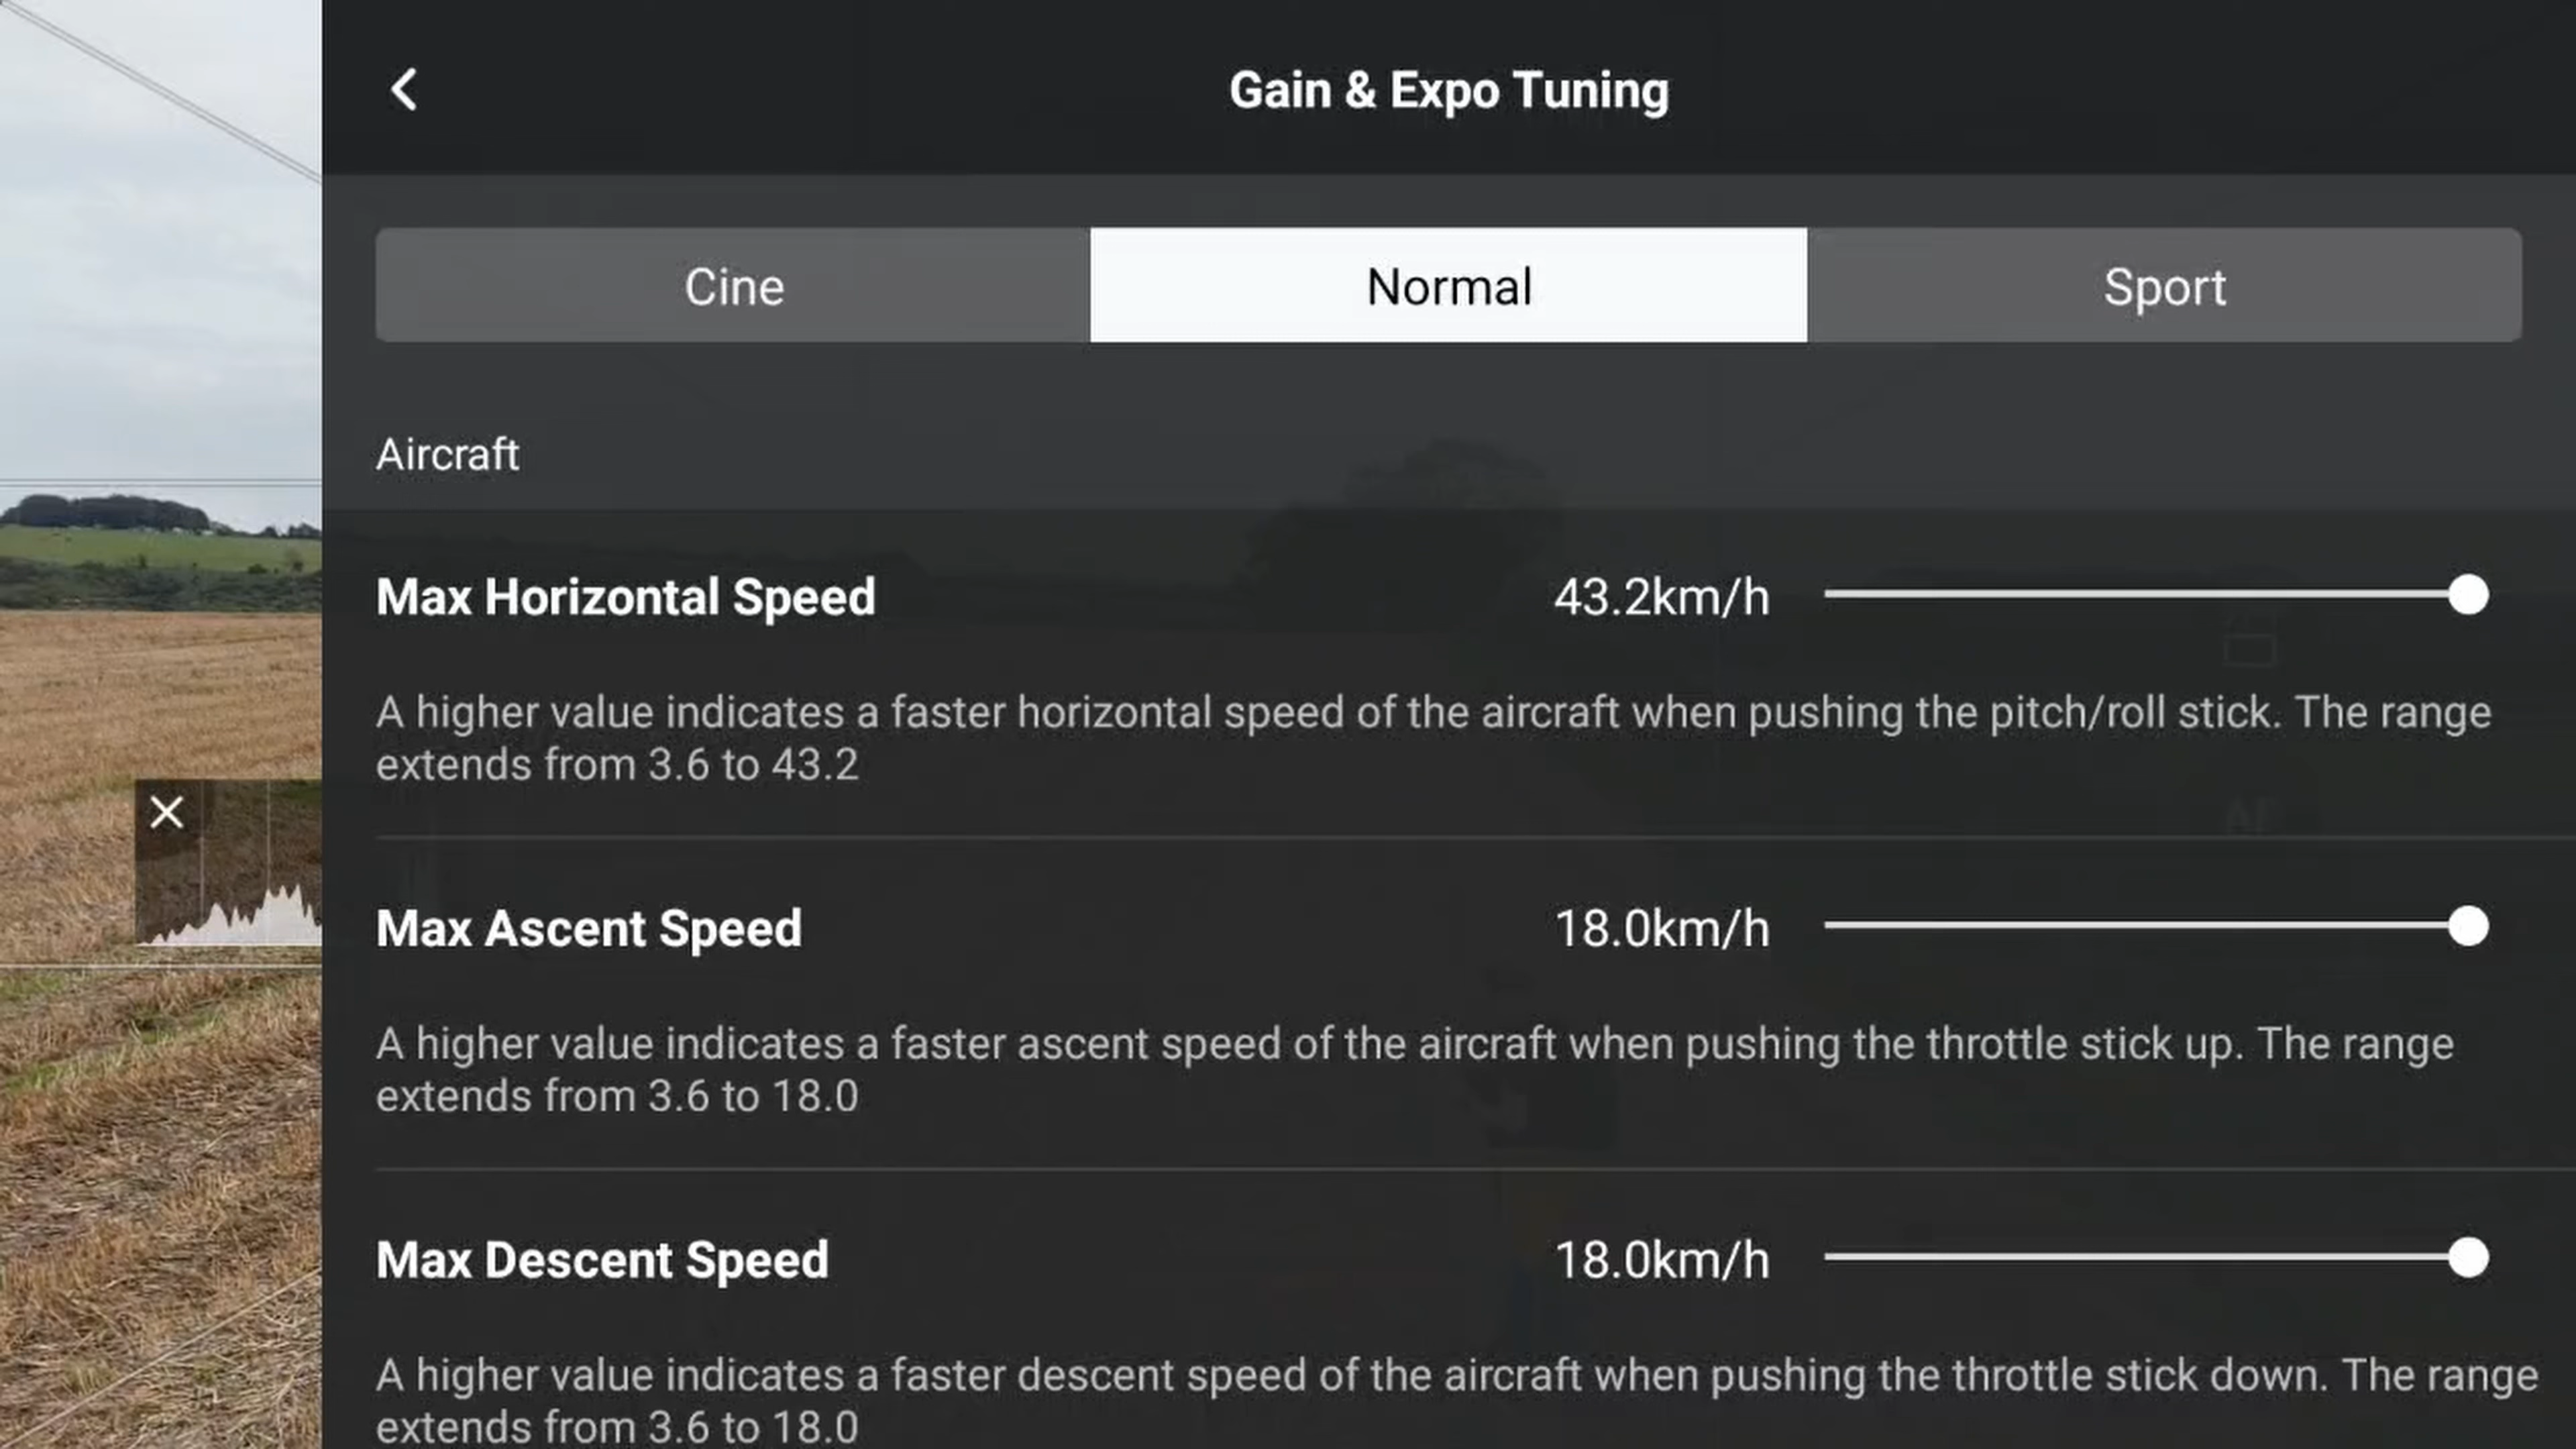 Gain & Expo Tuning
Cine
Normal
Sport
Aircraft
Max Horizontal Speed
43.2km/h
A higher value indicates a faster horizontal speed of the aircraft when pushing the pitch/roll stick. The range
extends from 3.6 to 43.2
Max Ascent Speed
18.0km/h
A higher value indicates a faster ascent speed of the aircraft when pushing the throttle stick up. The range
extends from 3.6 to 18.0
Max Descent Speed
18.0km/h
A higher value indicates a faster descent speed of the aircraft when pushing the throttle stick down. The range
extends from 3.6 to 18.0